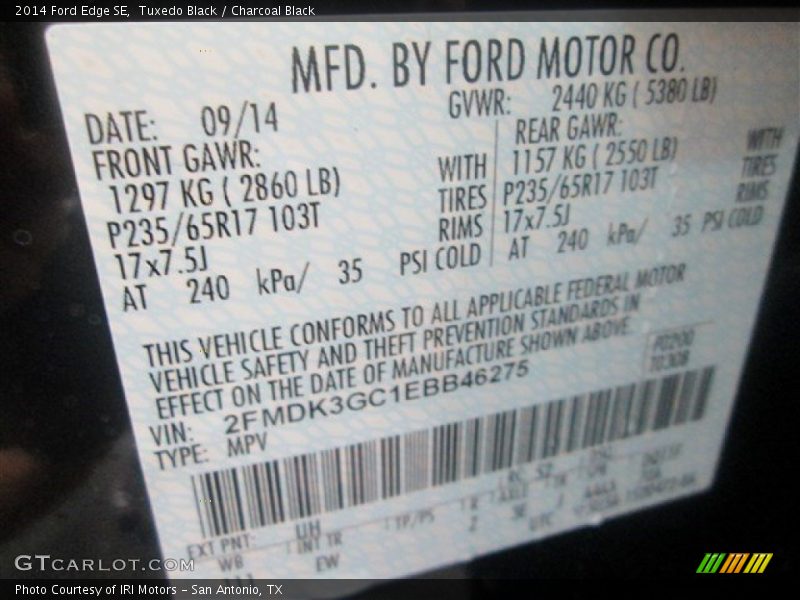 2014 Ford Edge SE, Tuxedo Black / Charcoal Black
MFD. BY FORD MOTOR CO.
DATE: 09/14
GVWR: 2440 KG ( 5380 LB)
FRONT GAWR:
1297 KG ( 2860 LB) WITH
P235/65R17 103T TIRES
17x7.5J RIMS
AT 240 kPa/ 35 PSI COLD
REAR GAWR:
1157 KG ( 2550 LB) WITH
P235/65R17 103T TIRES
17x7.5J RIMS
AT 240 kPa/ 35 PSI COLD
THIS VEHICLE CONFORMS TO ALL APPLICABLE FEDERAL MOTOR
VEHICLE SAFETY AND THEFT PREVENTION STANDARDS IN
EFFECT ON THE DATE OF MANUFACTURE SHOWN ABOVE.
VIN: 2FMDK3GC1EBB46275
TYPE: MPV
F0200
T0308
EXT PNT: UH
WB INT TR TP/PS R
EW
GTCARLOT.COM
Photo Courtesy of IRI Motors - San Antonio, TX